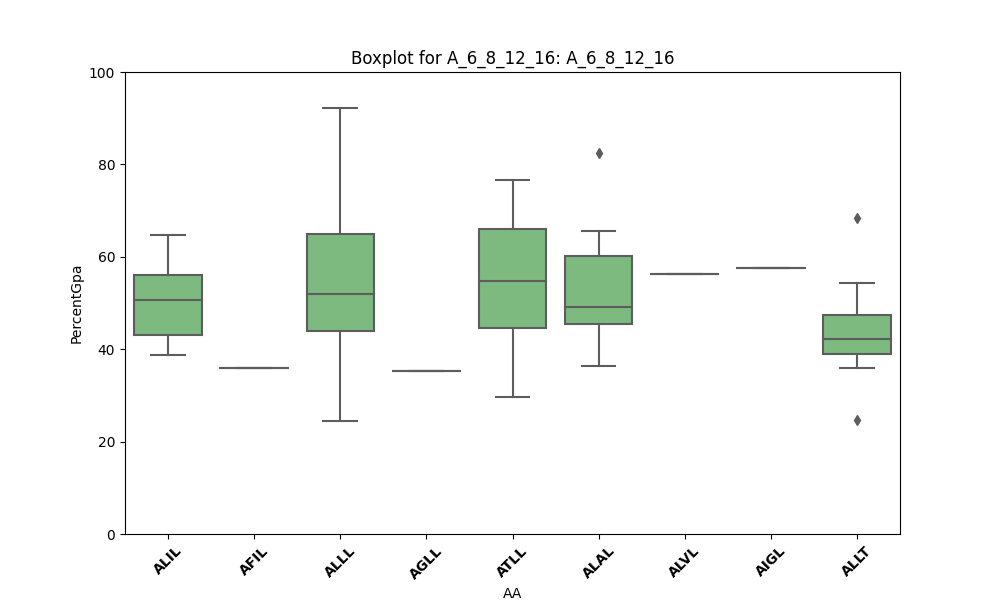 Boxplot for A_6_8_12_16: A_6_8_12_16
100
80
60
40
20
0
PercentGpa
ALIL
AFIL
ALLL
AGLL
ATLL
ALAL
ALVL
AIGL
ALLT
AA